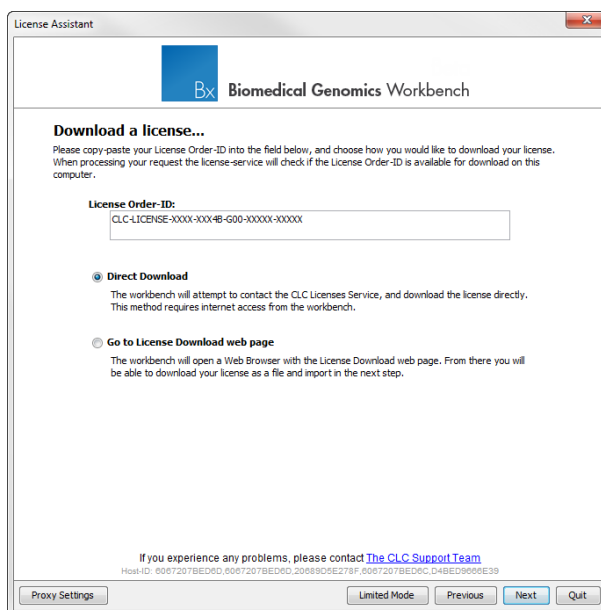 License Assistant
Bx Biomedical Genomics Workbench
Download a license...
Please copy-paste your License Order-ID into the field below, and choose how you would like to download your license.
When processing your request the license-service will check if the License Order-ID is available for download on this
computer.
License Order-ID:
CLC-LICENSE-XXXX-XXX4B-G00-XXXXX-XXXXX
Direct Download
The workbench will attempt to contact the CLC Licenses Service, and download the license directly.
This method requires internet access from the workbench.
Go to License Download web page
The workbench will open a Web Browser with the License Download web page. From there you will
be able to download your license as a file and import in the next step.
If you experience any problems, please contact The CLC Support Team
Host-ID: 6067207BED6D,6067207BED6D,20689D5E278F,6067207BED6C,D4BED9666E39
Proxy Settings Limited Mode Previous Next Quit